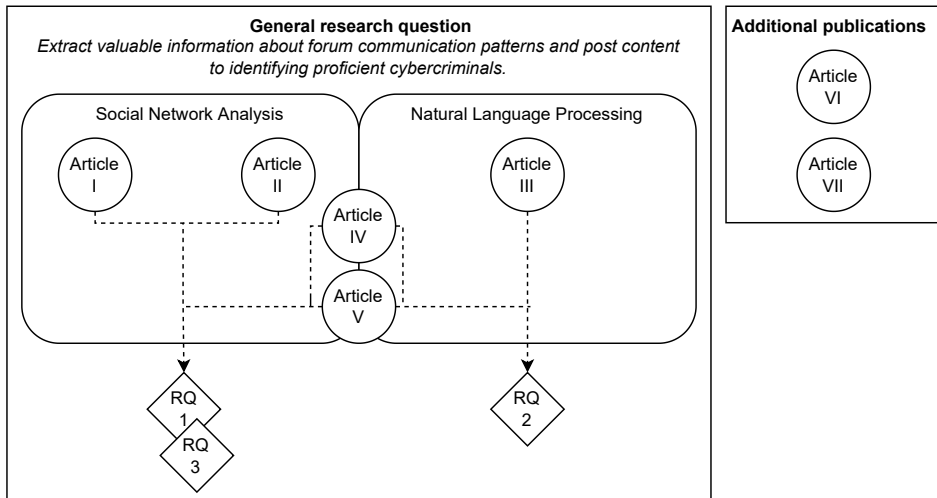 General research question
Extract valuable information about forum communication patterns and post content
to identifying proficient cybercriminals.
Social Network Analysis
Natural Language Processing
Article
I
Article
II
Article
III
Article
IV
Article
V
RQ
1
RQ
3
RQ
2
Additional publications
Article
VI
Article
VII